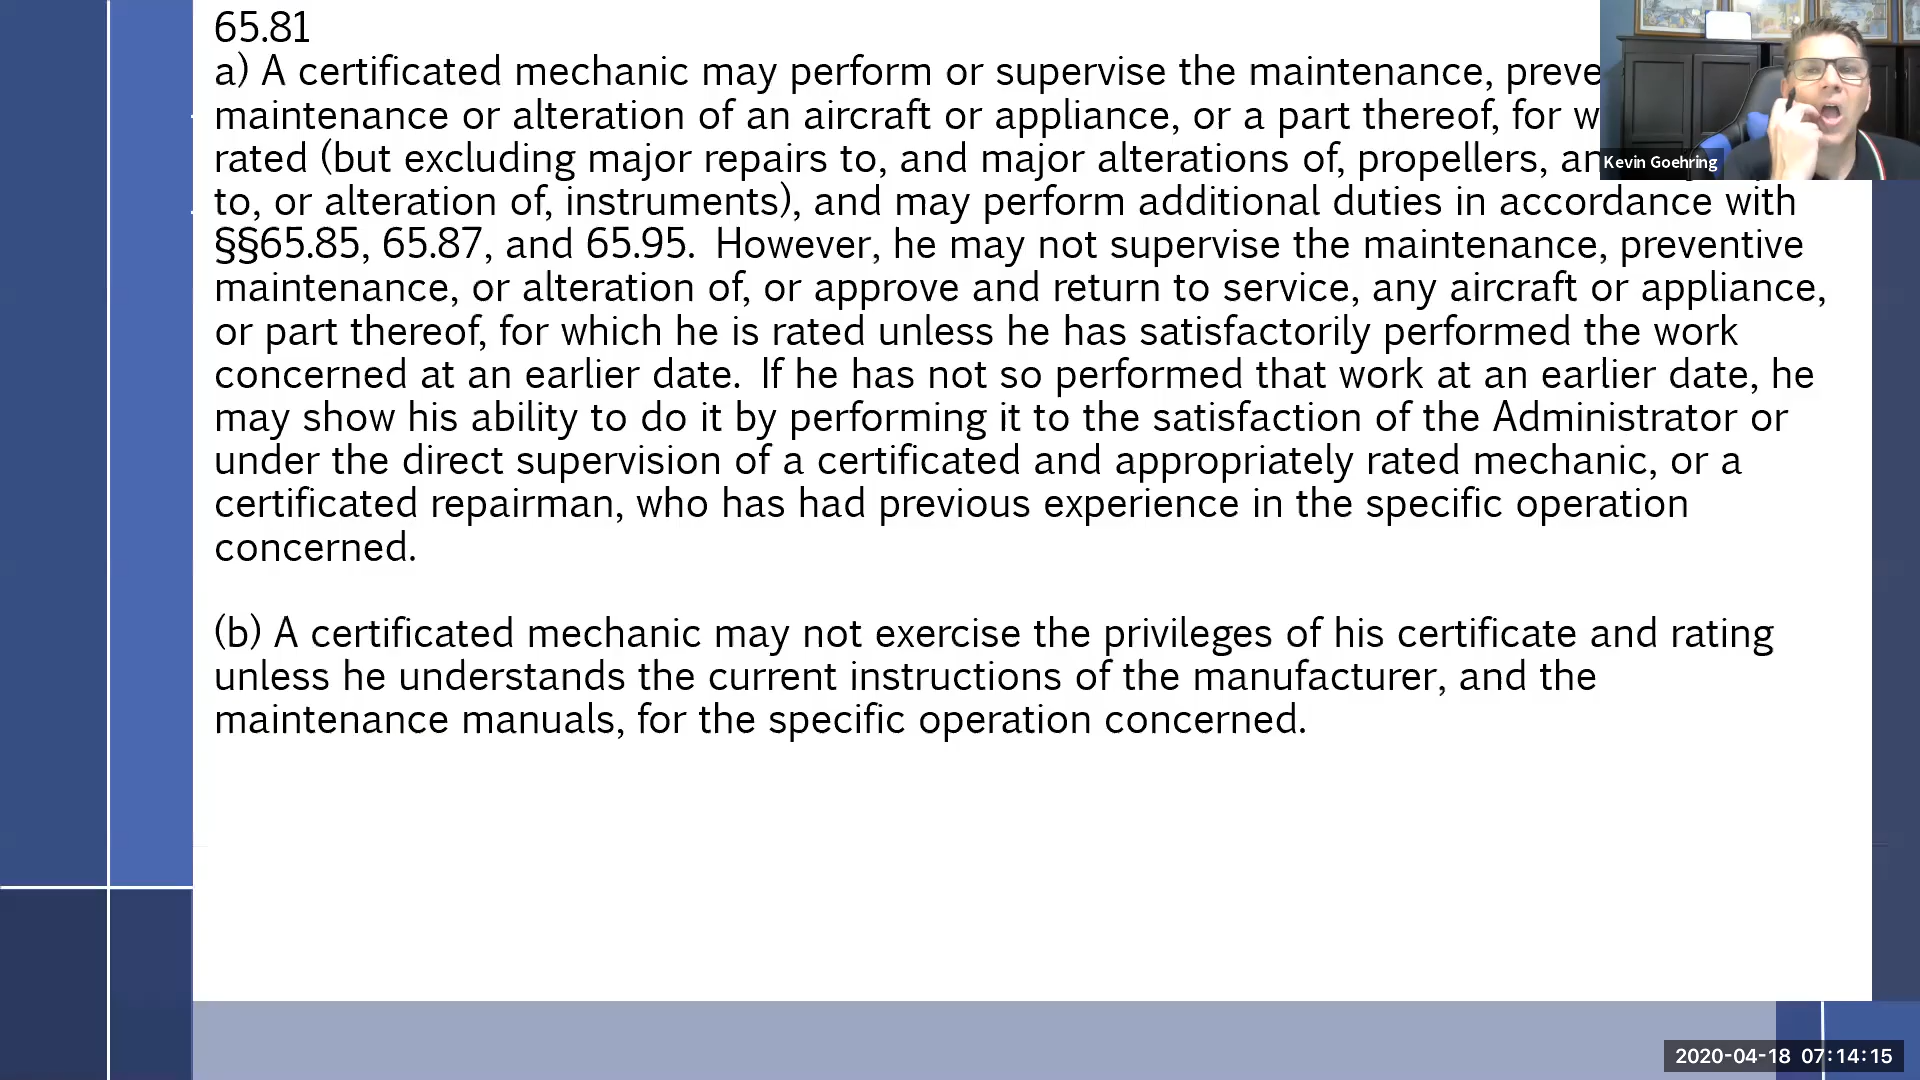 65.81
a) A certificated mechanic may perform or supervise the maintenance,
maintenance or alteration of an aircraft or appliance, or a part thereof, for
rated (but excluding major repairs to, and major alterations of, propellers,
to, or alteration of, instruments), and may perform additional duties in accordance with
§§65.85, 65.87, and 65.95. However, he may not supervise the maintenance, preventive
maintenance, or alteration of, or approve and return to service, any aircraft or appliance,
or part thereof, for which he is rated unless he has satisfactorily performed the work
concerned at an earlier date. If he has not so performed that work at an earlier date, he
may show his ability to do it by performing it to the satisfaction of the Administrator or
under the direct supervision of a certificated and appropriately rated mechanic, or a
certificated repairman, who has had previous experience in the specific operation
concerned.
(b) A certificated mechanic may not exercise the privileges of his certificate and rating
unless he understands the current instructions of the manufacturer, and the
maintenance manuals, for the specific operation concerned.
Kevin Goehring
2020-04-18 07:14:15